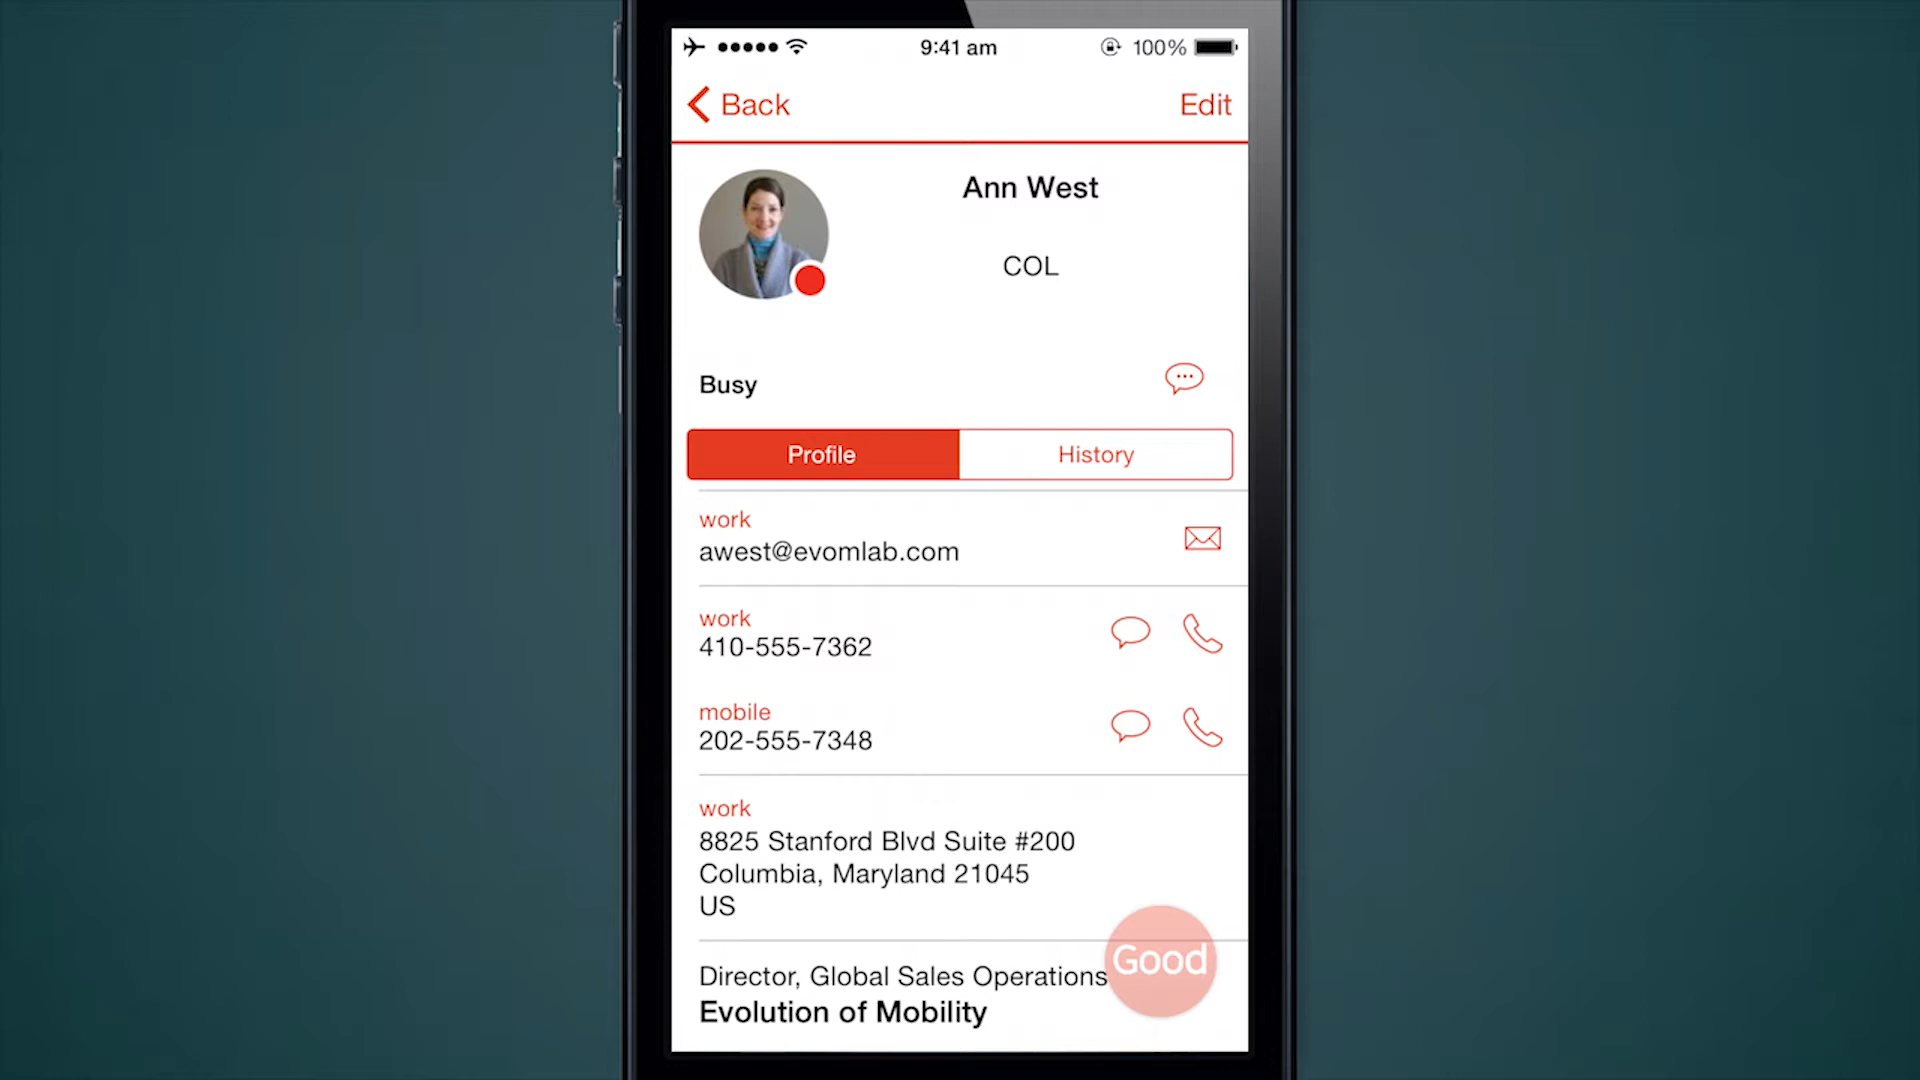 9:41 am
100%
Back
Edit
Ann West
COL
Busy
Profile
History
work
awest@evomlab.com
work
410-555-7362
mobile
202-555-7348
work
8825 Stanford Blvd Suite #200
Columbia, Maryland 21045
US
Good
Director, Global Sales Operations
Evolution of Mobility